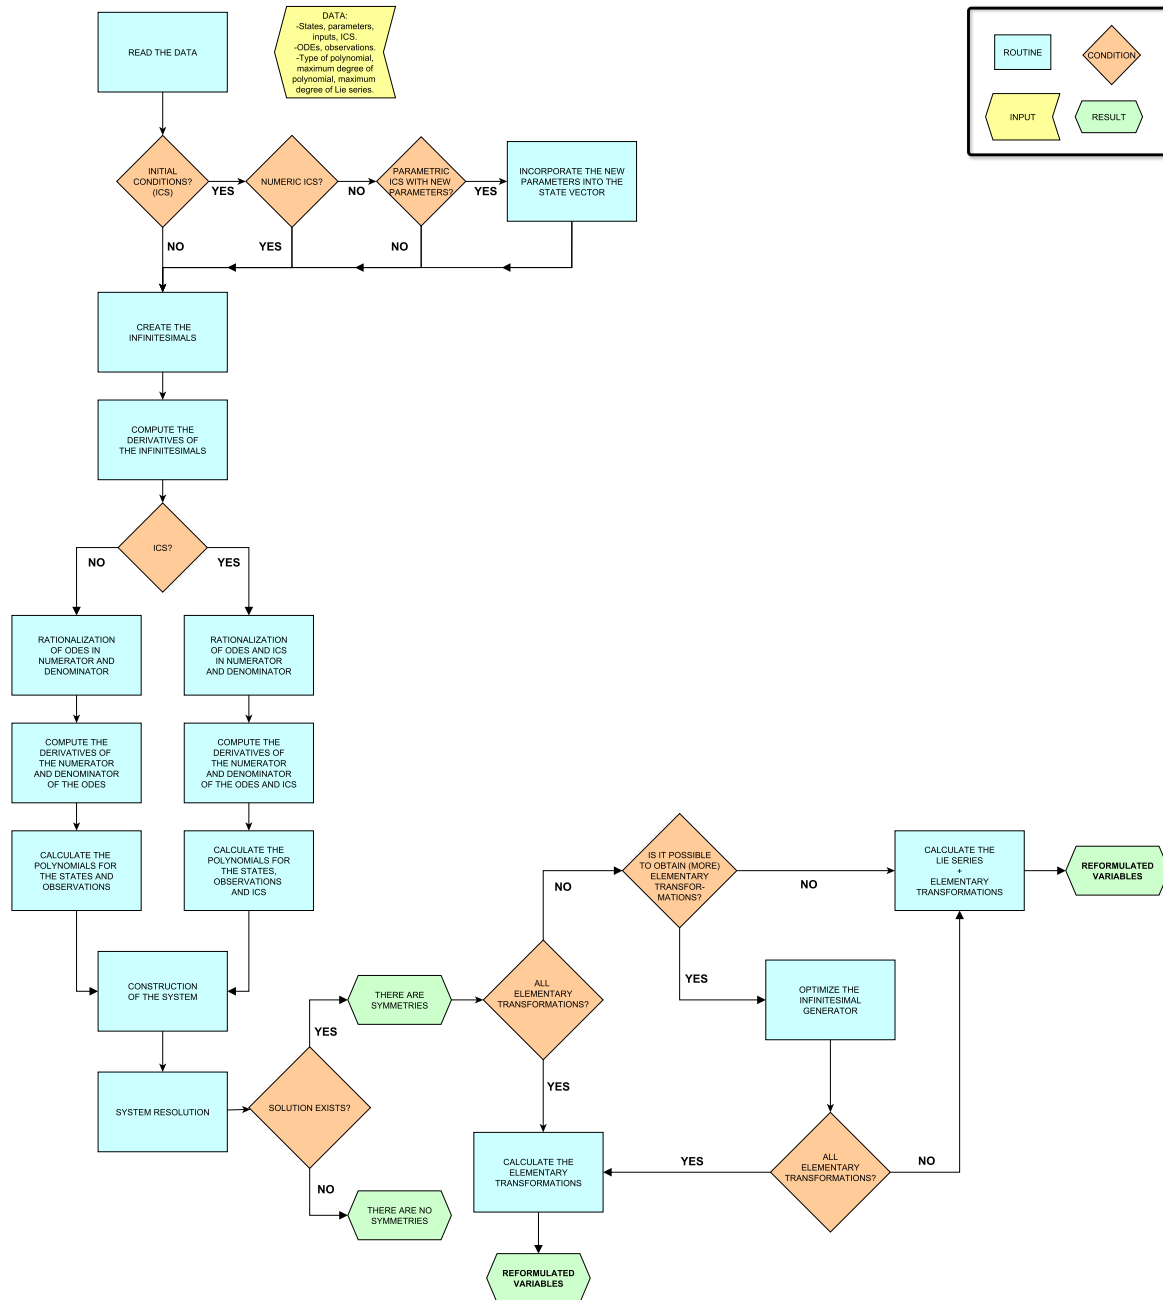 READ THE DATA
DATA:
-States, parameters,
inputs, ICS.
-ODEs, observations.
-Type of polynomial,
maximum degree of
polynomial, maximum
degree of Lie series.
ROUTINE
CONDITION
INPUT
RESULT
INITIAL
CONDITIONS?
(ICS)
YES
NUMERIC ICS?
NO
PARAMETRIC
ICS WITH NEW
PARAMETERS?
YES
INCORPORATE THE NEW
PARAMETERS INTO THE
STATE VECTOR
NO
YES
NO
CREATE THE
INFINITESIMALS
COMPUTE THE
DERIVATIVES OF
THE INFINITESIMALS
ICS?
NO
YES
RATIONALIZATION
OF ODES IN
NUMERATOR AND
DENOMINATOR
RATIONALIZATION
OF ODES AND ICS
IN NUMERATOR
AND DENOMINATOR
COMPUTE THE
DERIVATIVES OF
THE NUMERATOR
AND DENOMINATOR
OF THE ODES
COMPUTE THE
DERIVATIVES OF
THE NUMERATOR
AND DENOMINATOR
OF THE ODES AND ICS
CALCULATE THE
POLYNOMIALS FOR
THE STATES AND
OBSERVATIONS
CALCULATE THE
POLYNOMIALS FOR
THE STATES,
OBSERVATIONS
AND ICS
CONSTRUCTION
OF THE SYSTEM
SYSTEM RESOLUTION
SOLUTION EXISTS?
YES
THERE ARE
SYMMETRIES
NO
THERE ARE NO
SYMMETRIES
ALL
ELEMENTARY
TRANSFORMATIONS?
NO
YES
IS IT POSSIBLE
TO OBTAIN (MORE)
ELEMENTARY
TRANSFOR-
MATIONS?
NO
YES
CALCULATE THE
LIE SERIES
+
ELEMENTARY
TRANSFORMATIONS
REFORMULATED
VARIABLES
OPTIMIZE THE
INFINITESIMAL
GENERATOR
ALL
ELEMENTARY
TRANSFORMATIONS?
YES
NO
CALCULATE THE
ELEMENTARY
TRANSFORMATIONS
REFORMULATED
VARIABLES